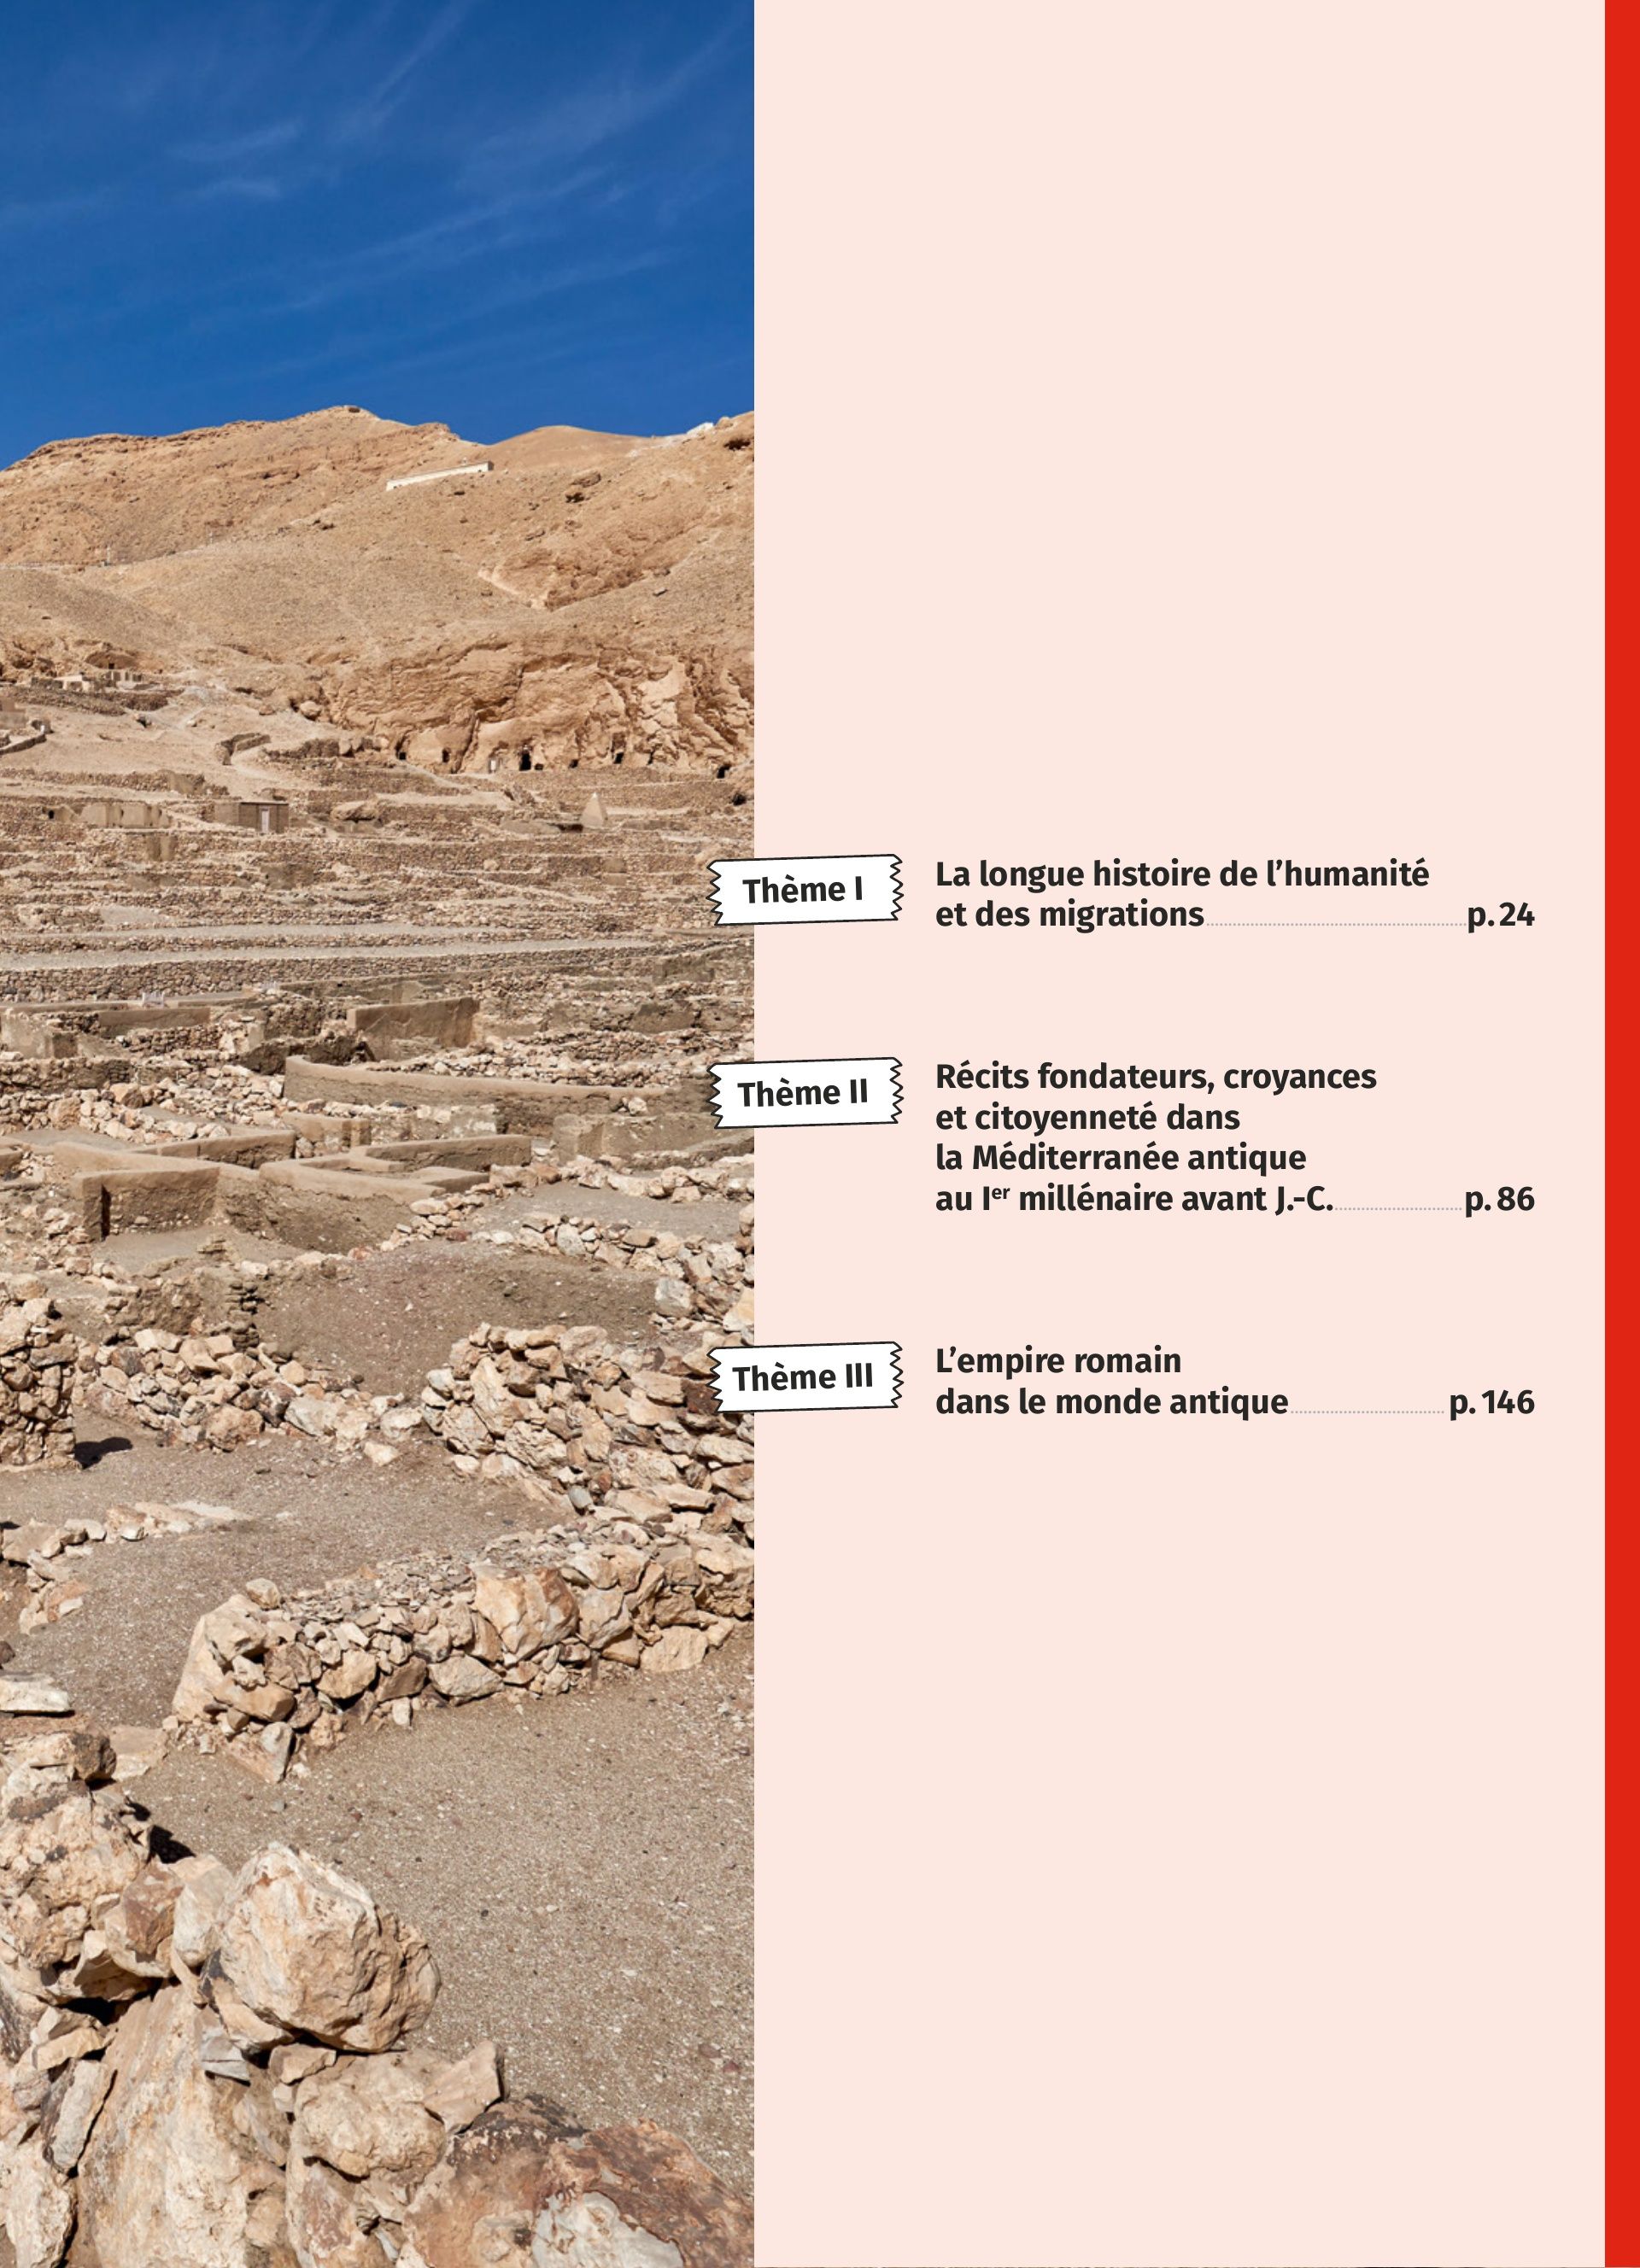 Thème I
La longue histoire de l’humanité
et des migrations p. 24
Thème II
Récits fondateurs, croyances
et citoyenneté dans
la Méditerranée antique
au Ier millénaire avant J.-C. p. 86
Thème III
L’empire romain
dans le monde antique p. 146